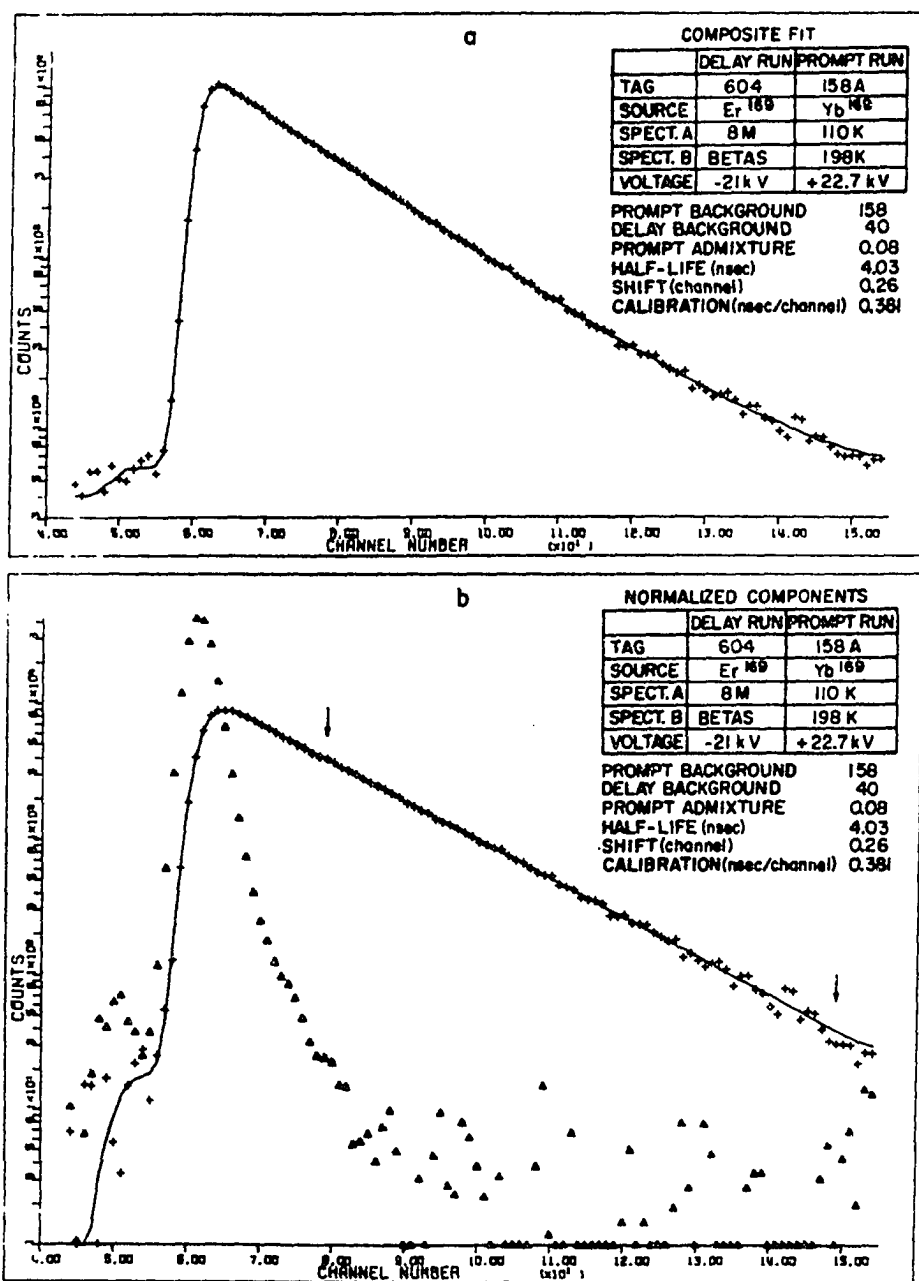 a
COMPOSITE FIT
DELAY RUN PROMPT RUN
TAG 604 158A
SOURCE Er169 Yb169
SPECT. A 8M 110K
SPECT. B BETAS 198K
VOLTAGE -21kV +22.7kV
PROMPT BACKGROUND 158
DELAY BACKGROUND 40
PROMPT ADMIXTURE 0.08
HALF-LIFE (nsec) 4.03
SHIFT (channel) 0.26
CALIBRATION (nsec/channel) 0.381
COUNTS
4.00 5.00 6.00 7.00 8.00 9.00 10.00 11.00 12.00 13.00 14.00 15.00
CHANNEL NUMBER (x10¹)
b
NORMALIZED COMPONENTS
DELAY RUN PROMPT RUN
TAG 604 158A
SOURCE Er169 Yb169
SPECT. A 8M 110K
SPECT. B BETAS 198K
VOLTAGE -21kV +22.7kV
PROMPT BACKGROUND 158
DELAY BACKGROUND 40
PROMPT ADMIXTURE 0.08
HALF-LIFE (nsec) 4.03
SHIFT (channel) 0.26
CALIBRATION (nsec/channel) 0.381
COUNTS
4.00 5.00 6.00 7.00 8.00 9.00 10.00 11.00 12.00 13.00 14.00 15.00
CHANNEL NUMBER (x10¹)